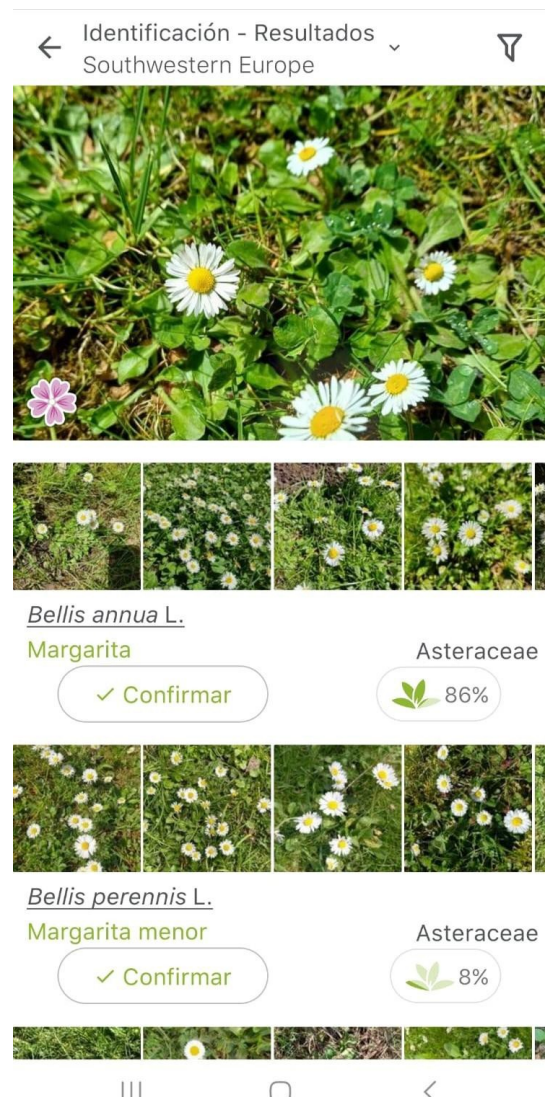 Identificación - Resultados
Southwestern Europe
Bellis annua L.
Margarita
Asteraceae
Confirmar
86%
Bellis perennis L.
Margarita menor
Asteraceae
Confirmar
8%